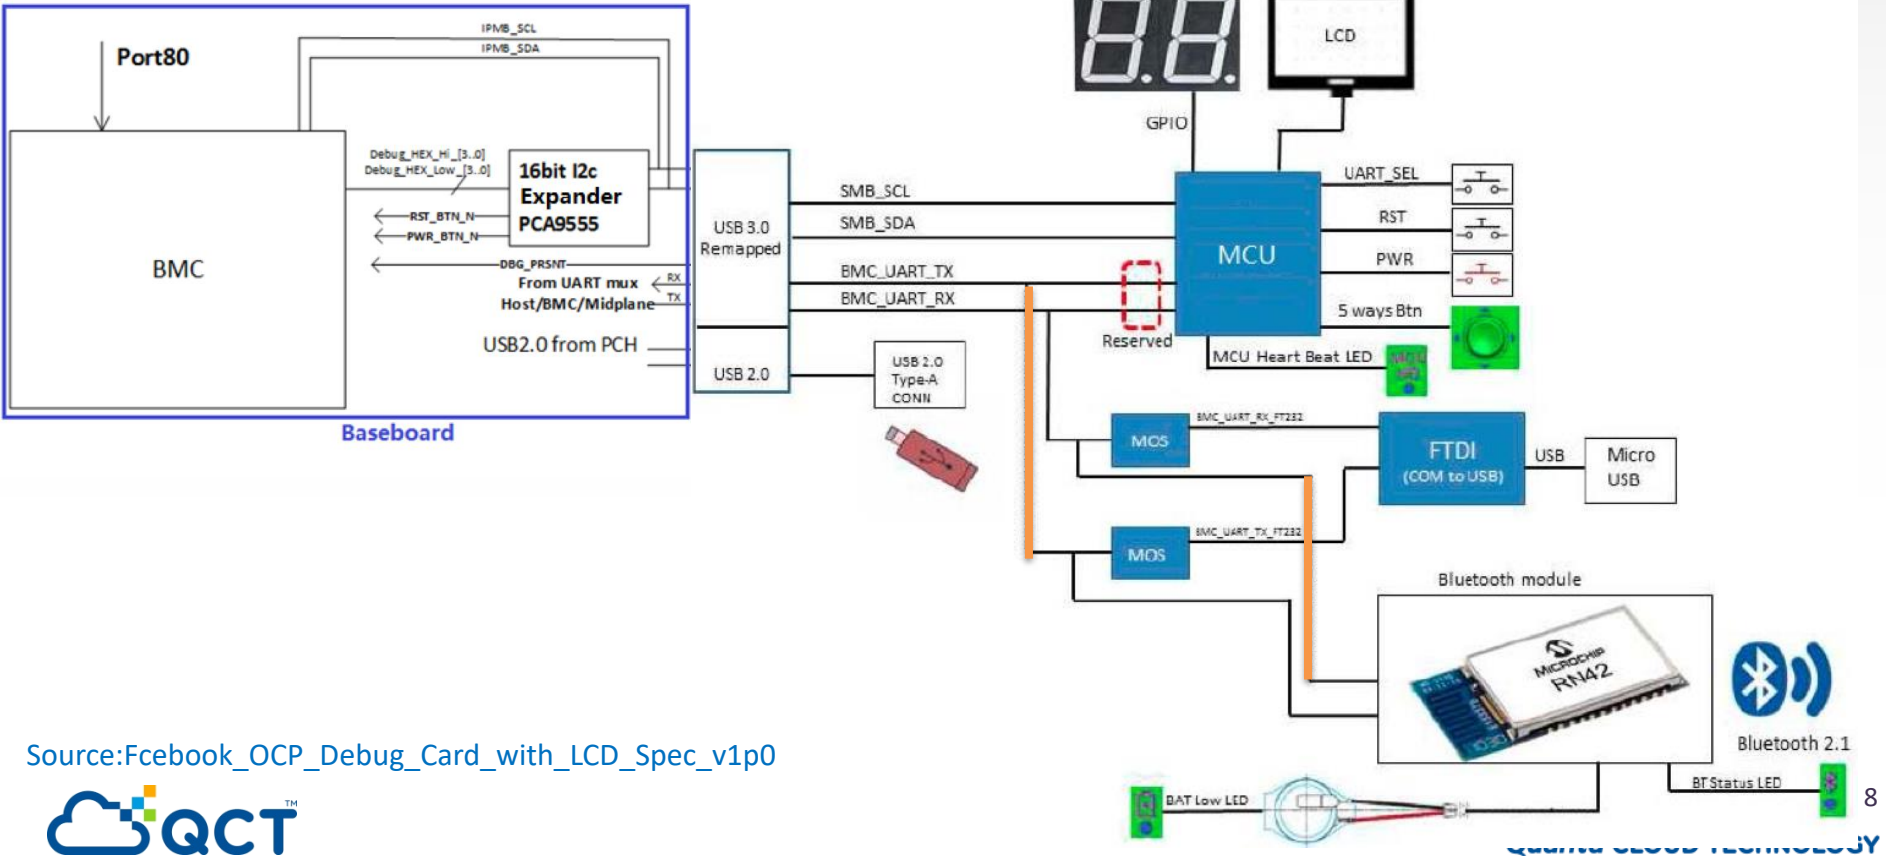 IPMB_SCL
IPMB_SDA
Port80
Debug_HEX_Hi_[3..0]
Debug_HEX_Low_[3..0]
16bit I2c
Expander
PCA9555
RST_BTN_N
PWR_BTN_N
BMC
DBG_PRSNT
From UART mux
RX
Host/BMC/Midplane
TX
USB2.0 from PCH
Baseboard
USB 3.0
Remapped
USB 2.0
SMB_SCL
SMB_SDA
BMC_UART_TX
BMC_UART_RX
Reserved
USB 2.0
Type-A
CONN
LCD
GPIO
MCU
UART_SEL
RST
PWR
5 ways Btn
MCU Heart Beat LED
MOS
BMC_UART_RX_FT232
FTDI
(COM to USB)
USB
Micro
USB
MOS
BMC_UART_TX_FT232
Bluetooth module
MICROCHIP
RN42
Bluetooth 2.1
BT Status LED
BAT Low LED
Source:Fcebook_OCP_Debug_Card_with_LCD_Spec_v1p0
QCT™
8